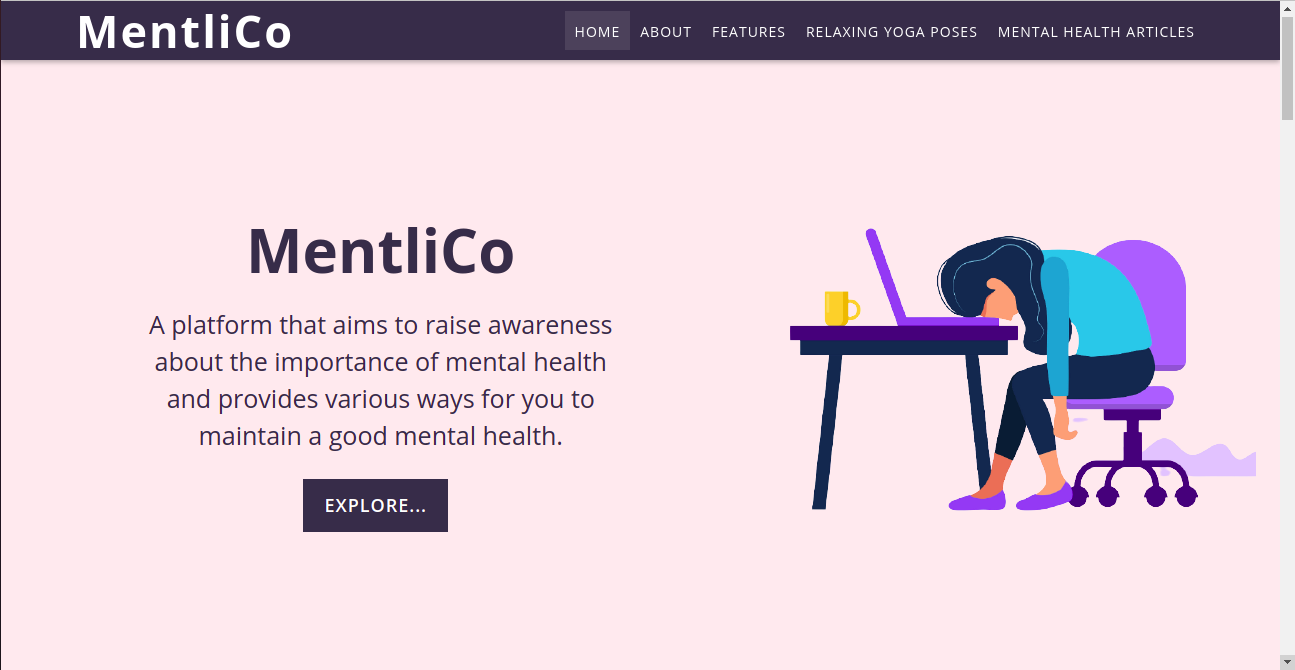 MentliCo
HOME ABOUT FEATURES RELAXING YOGA POSES MENTAL HEALTH ARTICLES
MentliCo
A platform that aims to raise awareness
about the importance of mental health
and provides various ways for you to
maintain a good mental health.
EXPLORE...